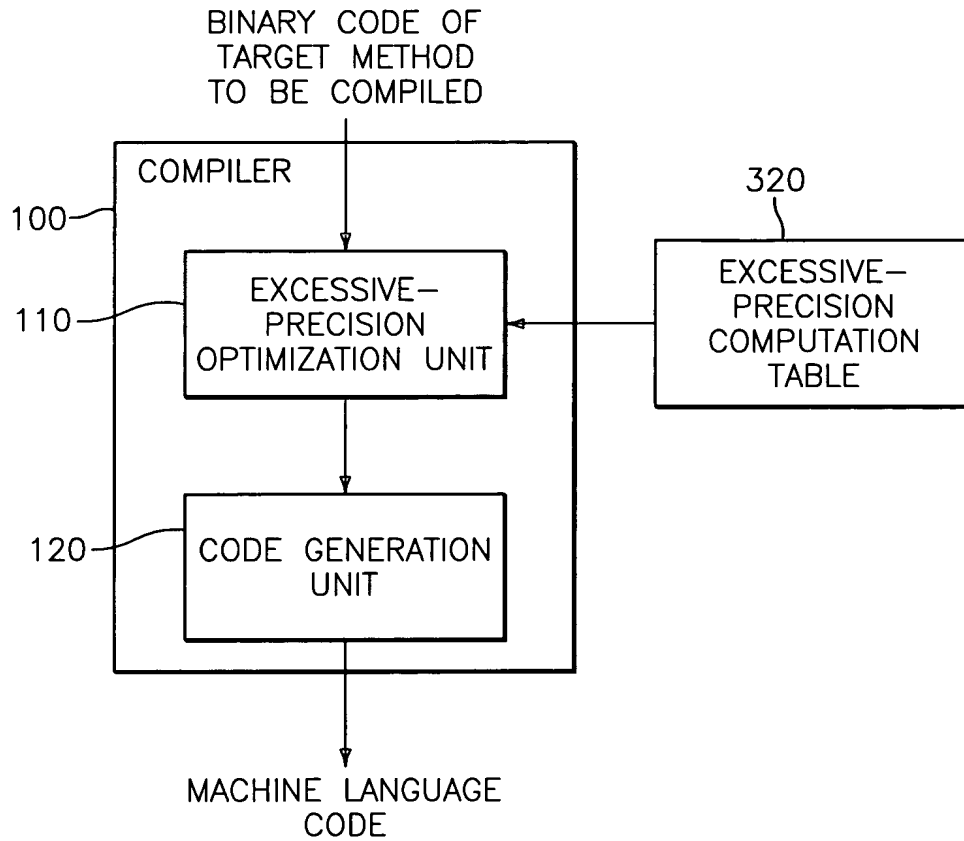 BINARY CODE OF
TARGET METHOD
TO BE COMPILED
COMPILER
100
320
EXCESSIVE-
PRECISION
OPTIMIZATION UNIT
110
EXCESSIVE-
PRECISION
COMPUTATION
TABLE
120
CODE GENERATION
UNIT
MACHINE LANGUAGE
CODE